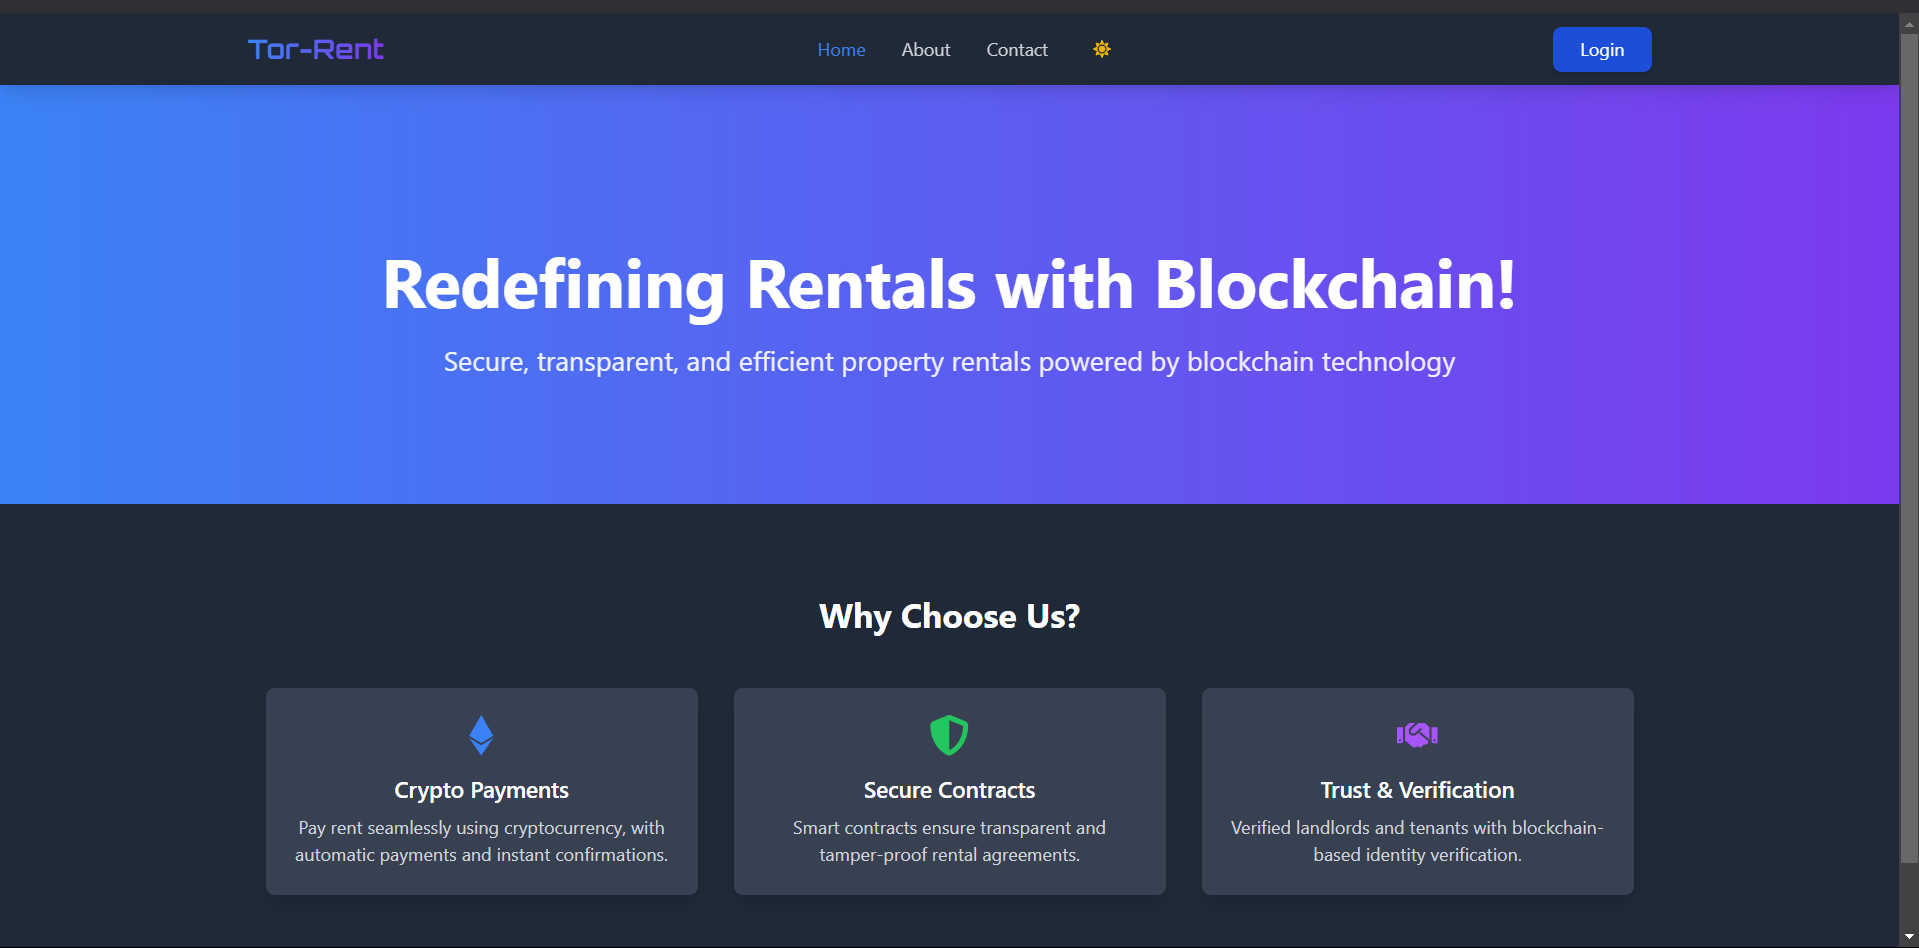 Tor-Rent
Home
About
Contact
Login
Redefining Rentals with Blockchain!
Secure, transparent, and efficient property rentals powered by blockchain technology
Why Choose Us?
Crypto Payments
Pay rent seamlessly using cryptocurrency, with
automatic payments and instant confirmations.
Secure Contracts
Smart contracts ensure transparent and
tamper-proof rental agreements.
Trust & Verification
Verified landlords and tenants with blockchain-
based identity verification.